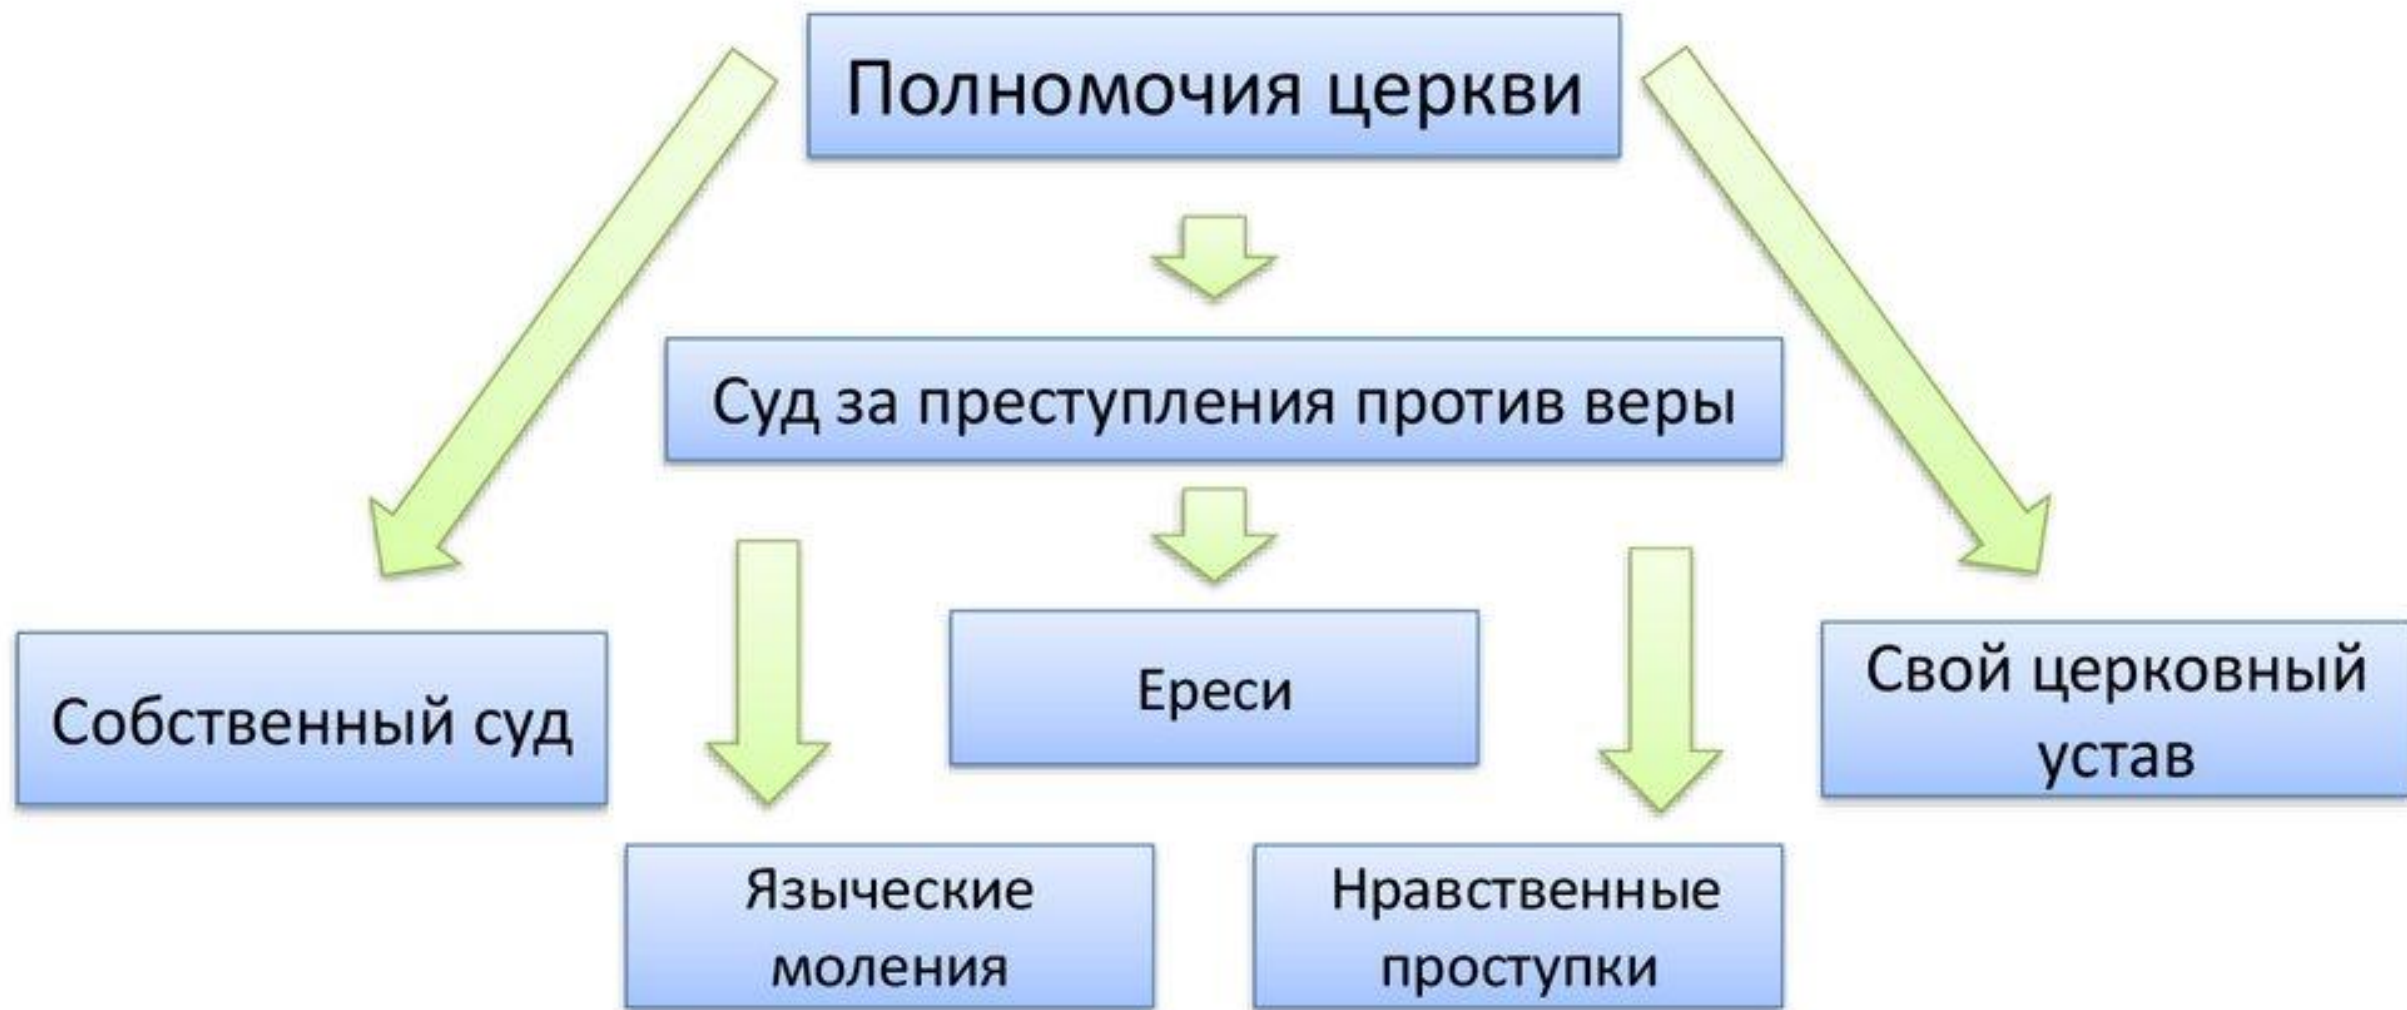 Полномочия церкви
Суд за преступления против веры
Собственный суд
Ереси
Свой церковный
устав
Языческие
моления
Нравственные
проступки